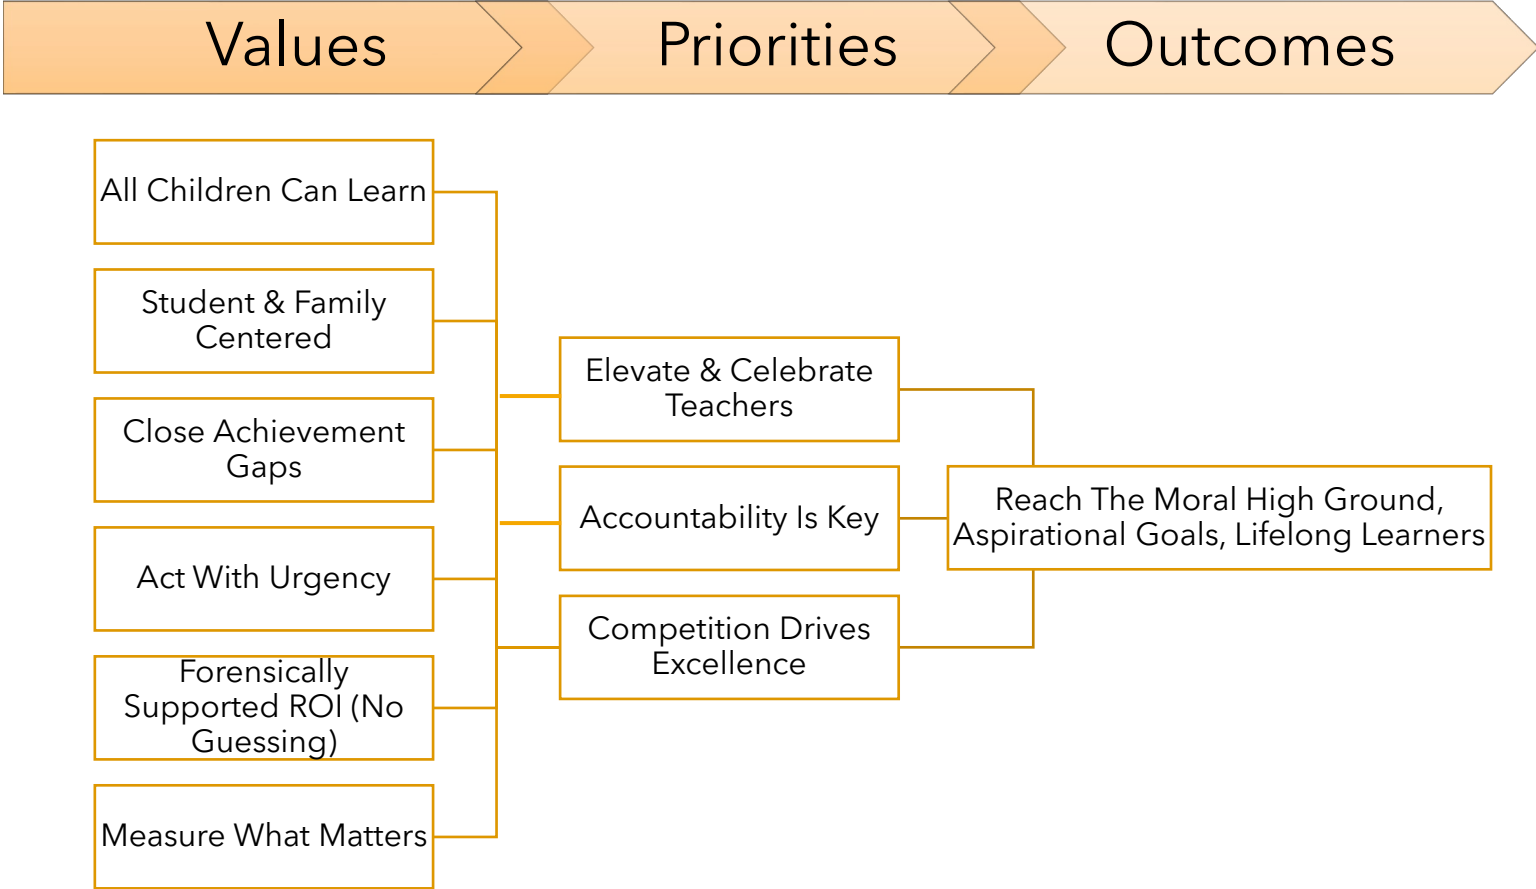 Values
Priorities
Outcomes
All Children Can Learn
Student & Family
Centered
Close Achievement
Gaps
Act With Urgency
Forensically
Supported ROI (No
Guessing)
Measure What Matters
Elevate & Celebrate
Teachers
Accountability Is Key
Competition Drives
Excellence
Reach The Moral High Ground,
Aspirational Goals, Lifelong Learners